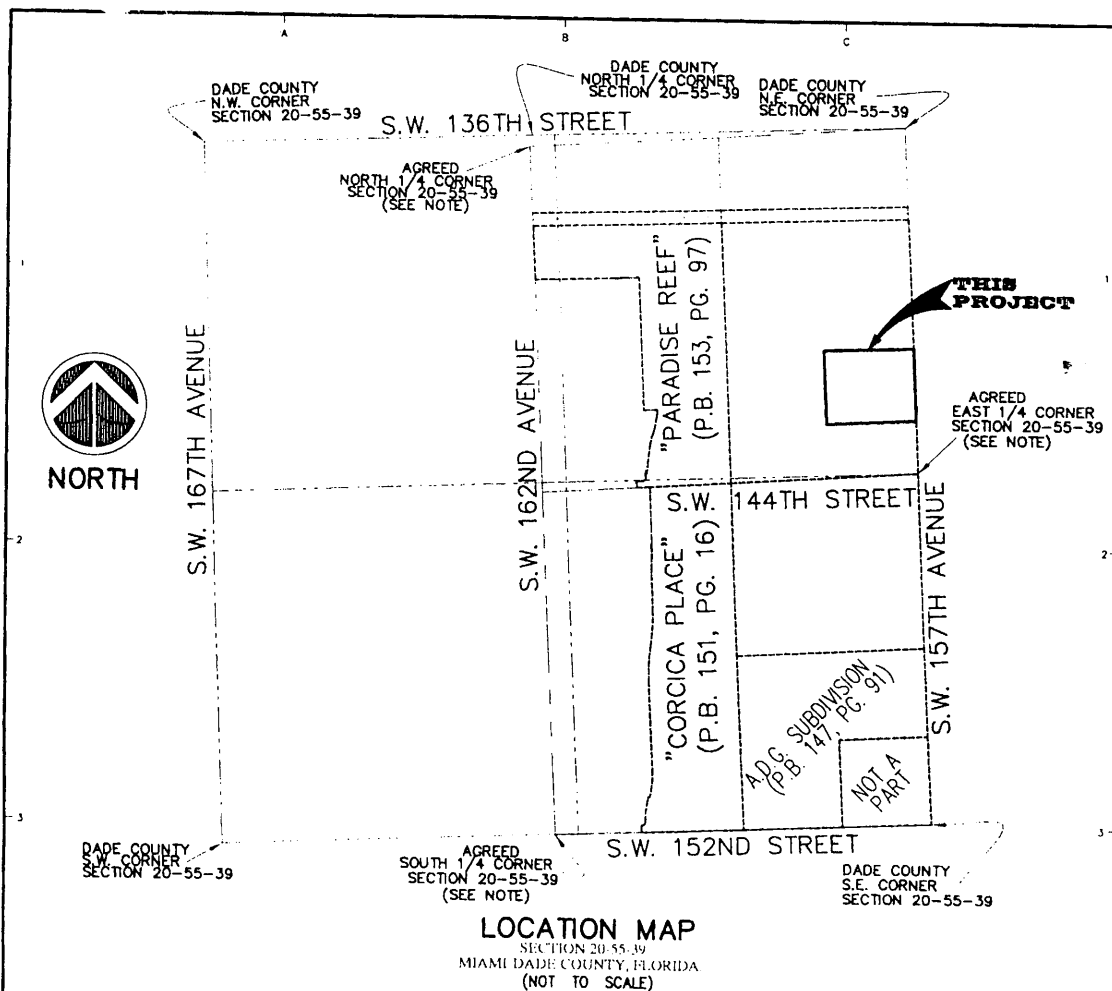 A
B
C
DADE COUNTY
N.W. CORNER
SECTION 20-55-39
DADE COUNTY
NORTH 1/4 CORNER
SECTION 20-55-39
DADE COUNTY
N.E. CORNER
SECTION 20-55-39
S.W. 136TH STREET
AGREED
NORTH 1/4 CORNER
SECTION 20-55-39
(SEE NOTE)
1
1
THIS
PROJECT
"PARADISE REEF"
(P.B. 153, PG. 97)
NORTH
S.W. 167TH AVENUE
S.W. 162ND AVENUE
AGREED
EAST 1/4 CORNER
SECTION 20-55-39
(SEE NOTE)
S.W. 144TH STREET
2
2
"CORCICA PLACE"
(P.B. 151, PG. 16)
S.W. 157TH AVENUE
A.D.G. SUBDIVISION
(P.B. 147, PG. 91)
NOT A
PART
3
3
DADE COUNTY
S.W. CORNER
SECTION 20-55-39
AGREED
SOUTH 1/4 CORNER
SECTION 20-55-39
(SEE NOTE)
S.W. 152ND STREET
DADE COUNTY
S.E. CORNER
SECTION 20-55-39
LOCATION MAP
SECTION 20-55-39
MIAMI DADE COUNTY, FLORIDA
(NOT TO SCALE)